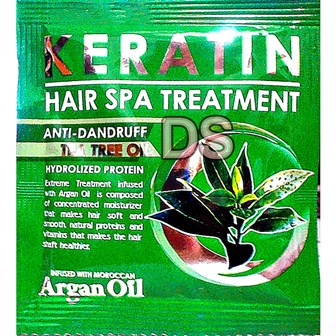 KERATIN
HAIR SPA TREATMENT
ANTI-DANDRUFF
DS
TEA TREE OIL
HYDROLIZED PROTEIN
Extreme Treatment infused
with Argan Oil is composed
of concentrated moisturizer
that makes hair soft and
smooth, natural proteins and
vitamins that makes the hair
shaft healthier.
INFUSED WITH MOROCCAN
Argan Oil